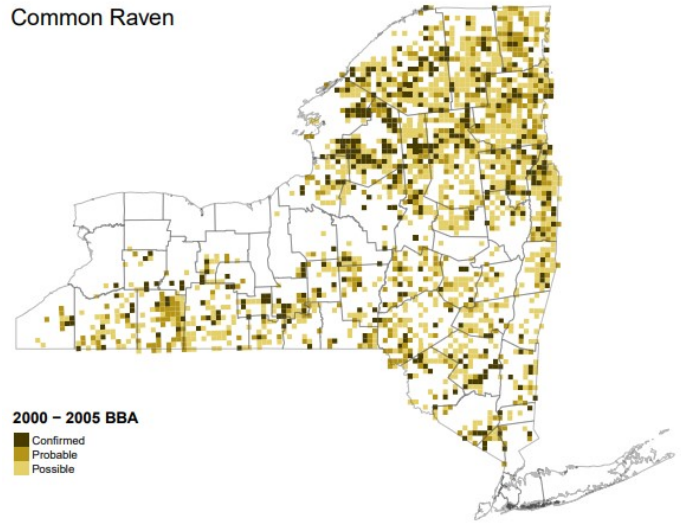 Common Raven
2000 – 2005 BBA
Confirmed
Probable
Possible